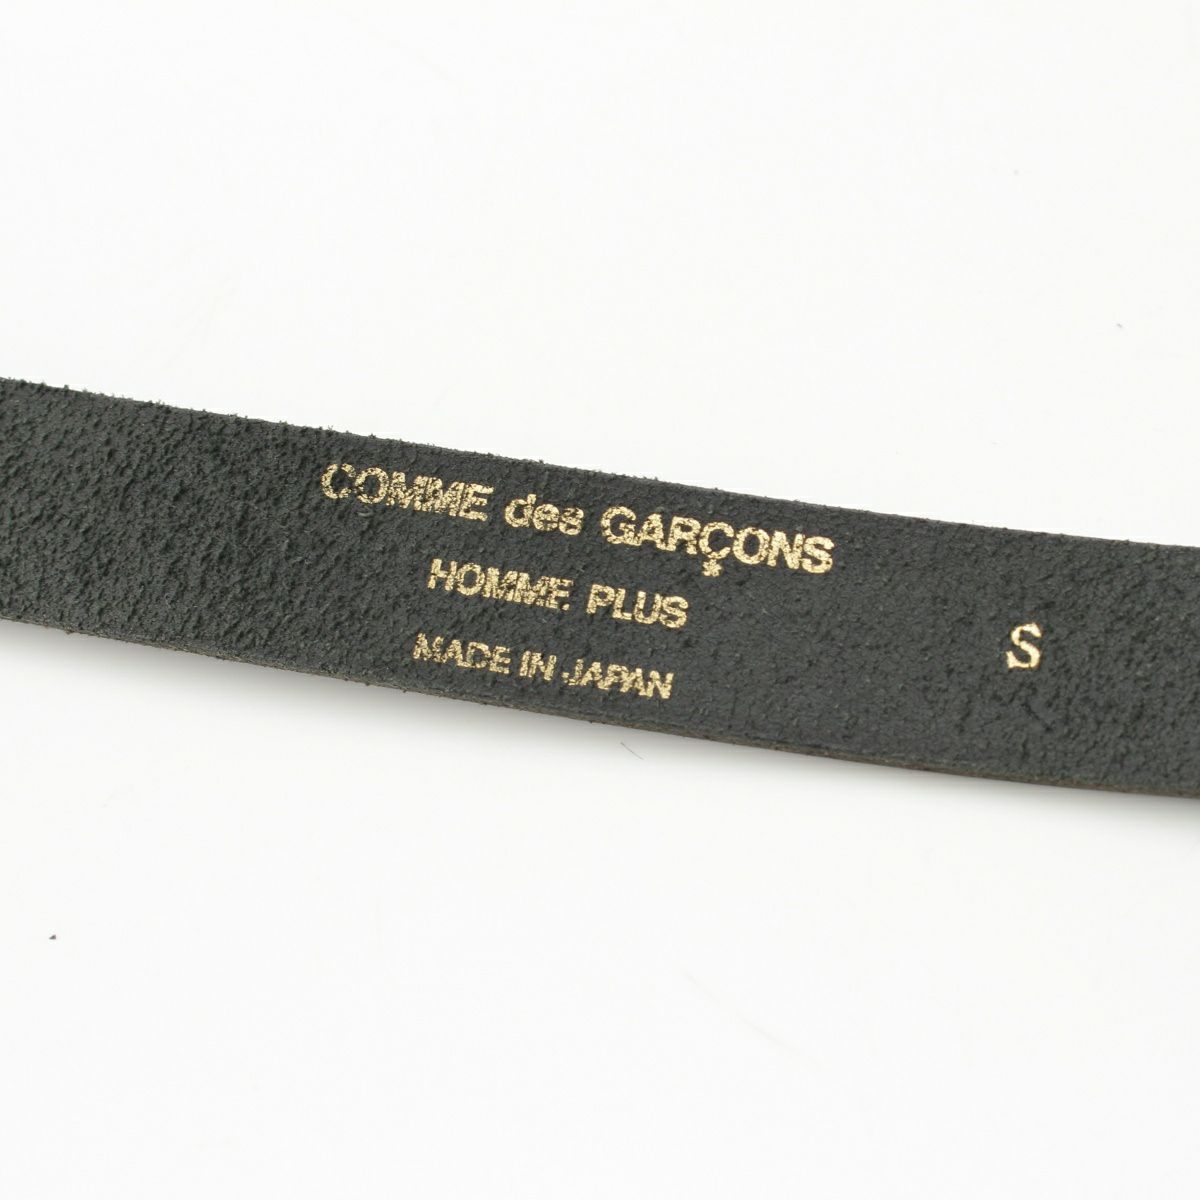 COMME des GARÇONS
HOMME PLUS
MADE IN JAPAN
S